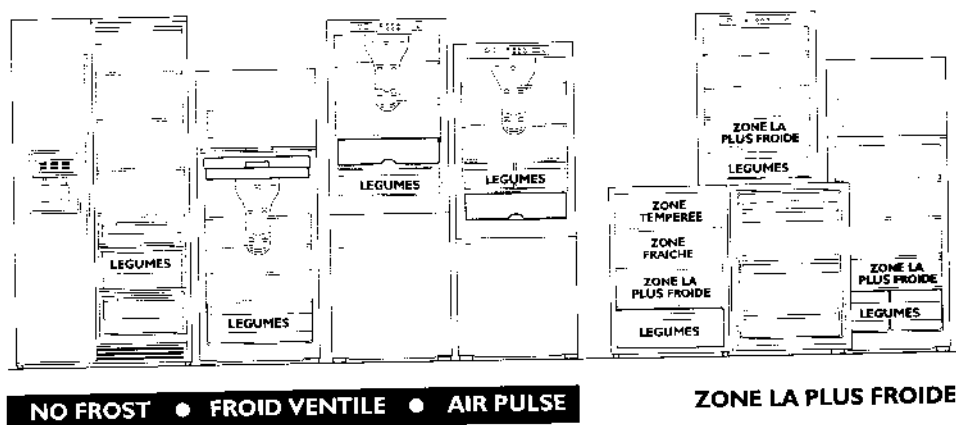 LEGUMES
LEGUMES
LEGUMES
LEGUMES
ZONE LA
PLUS FROIDE
LEGUMES
ZONE
TEMPEREE
ZONE
FRAICHE
ZONE LA
PLUS FROIDE
LEGUMES
ZONE LA
PLUS FROIDE
LEGUMES
NO FROST ● FROID VENTILE ● AIR PULSE
ZONE LA PLUS FROIDE